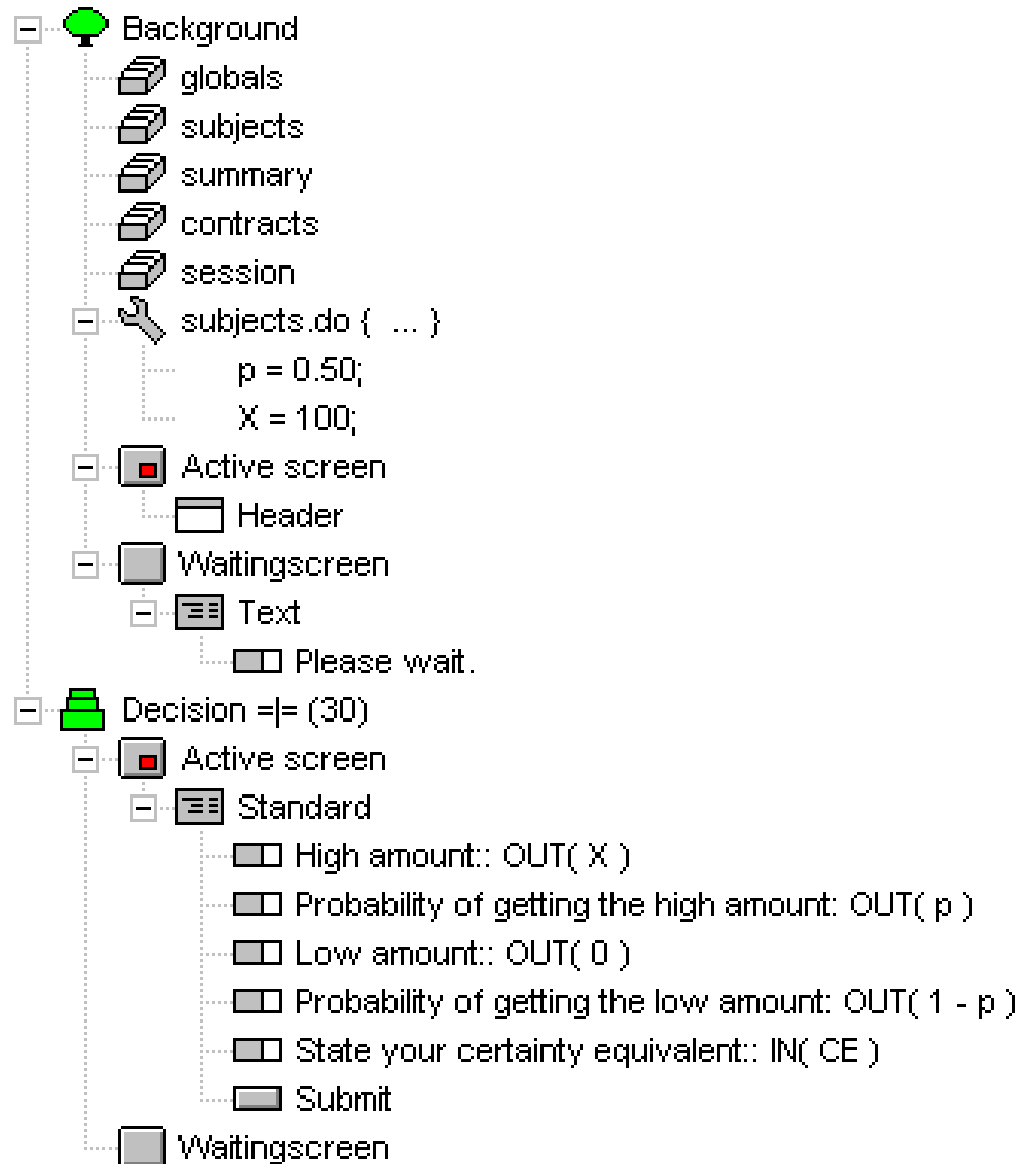 Background
globals
subjects
summary
contracts
session
subjects.do { ... }
p = 0.50;
X = 100;
Active screen
Header
Waitingscreen
Text
Please wait.
Decision =|= (30)
Active screen
Standard
High amount:: OUT( X )
Probability of getting the high amount: OUT( p )
Low amount:: OUT( 0 )
Probability of getting the low amount: OUT( 1 - p )
State your certainty equivalent:: IN( CE )
Submit
Waitingscreen